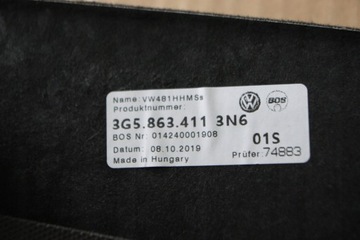 Name: VW481HHMSs
Produktnummer:
3G5.863.411 3N6
BOS Nr. 014240001908
01S
Datum: 08.10.2019
Prüfer: 74883
Made in Hungary
BOS